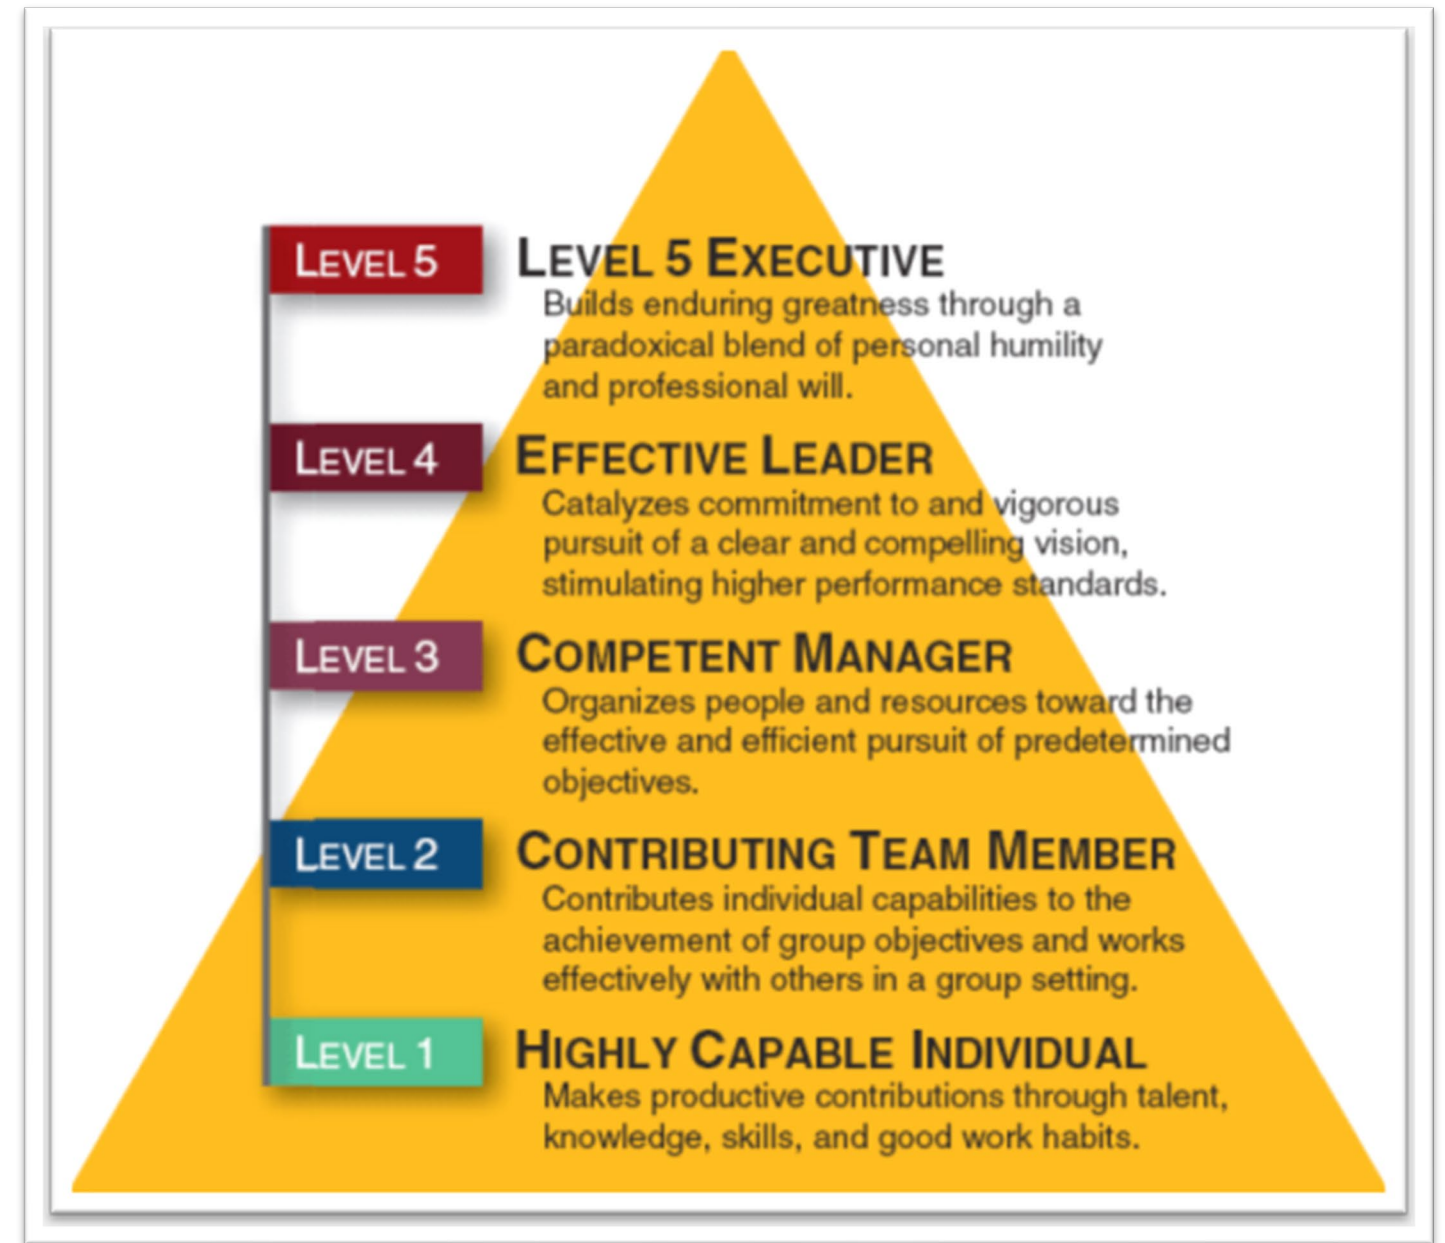 LEVEL 5
LEVEL 5 EXECUTIVE
Builds enduring greatness through a
paradoxical blend of personal humility
and professional will.
LEVEL 4
EFFECTIVE LEADER
Catalyzes commitment to and vigorous
pursuit of a clear and compelling vision,
stimulating higher performance standards.
LEVEL 3
COMPETENT MANAGER
Organizes people and resources toward the
effective and efficient pursuit of predetermined
objectives.
LEVEL 2
CONTRIBUTING TEAM MEMBER
Contributes individual capabilities to the
achievement of group objectives and works
effectively with others in a group setting.
LEVEL 1
HIGHLY CAPABLE INDIVIDUAL
Makes productive contributions through talent,
knowledge, skills, and good work habits.